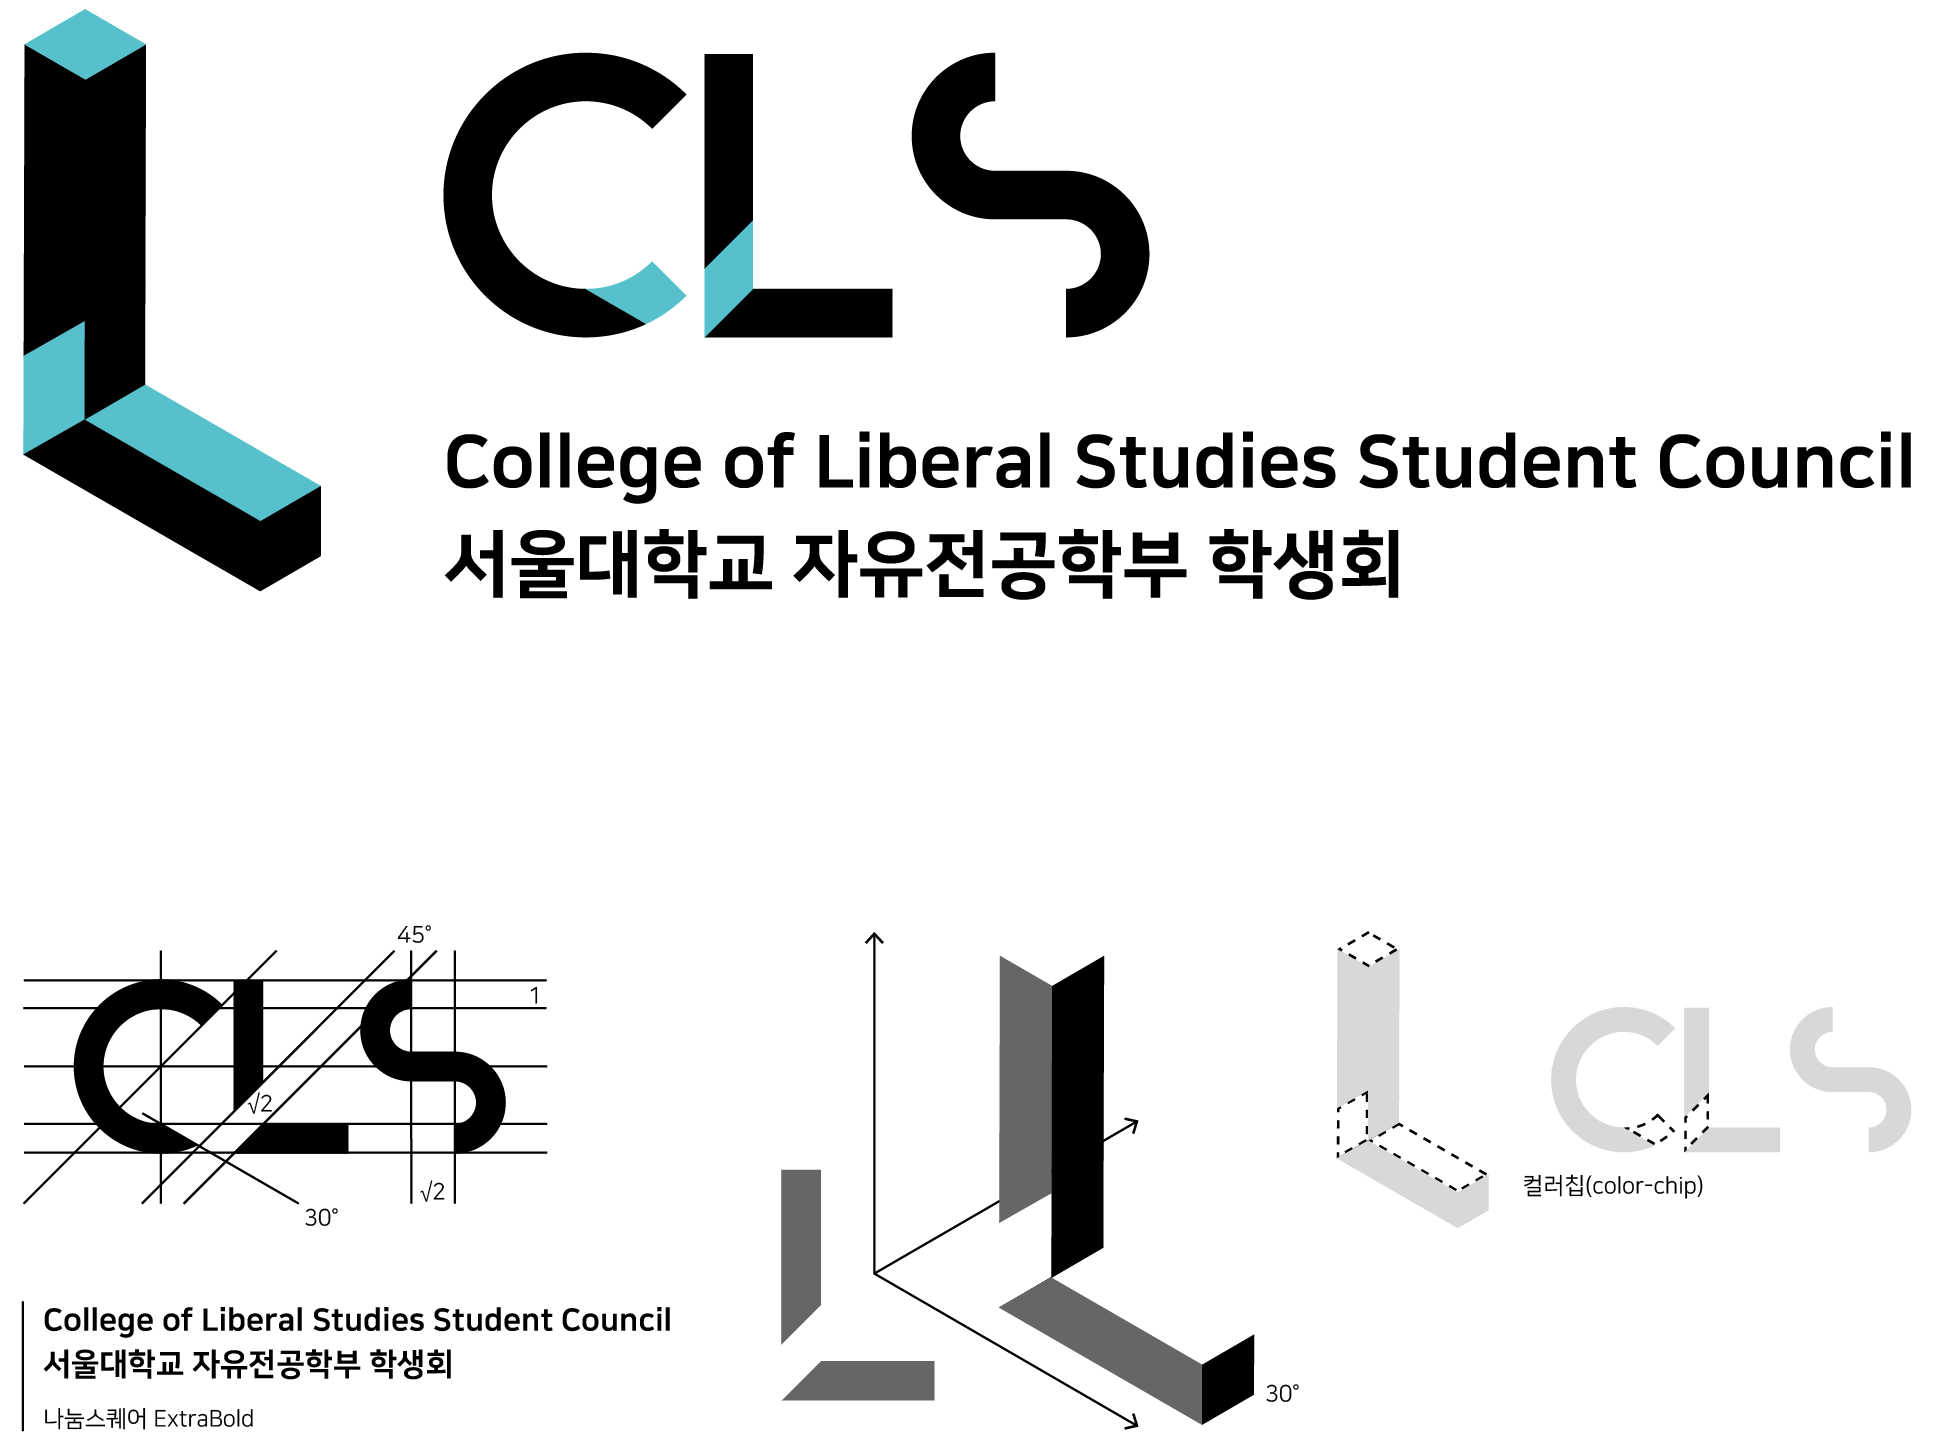 CLS
College of Liberal Studies Student Council
서울대학교 자유전공학부 학생회
45°
1
CLS
√2
√2
30°
College of Liberal Studies Student Council
서울대학교 자유전공학부 학생회
나눔스퀘어 ExtraBold
30°
CLS
컬러칩(color-chip)